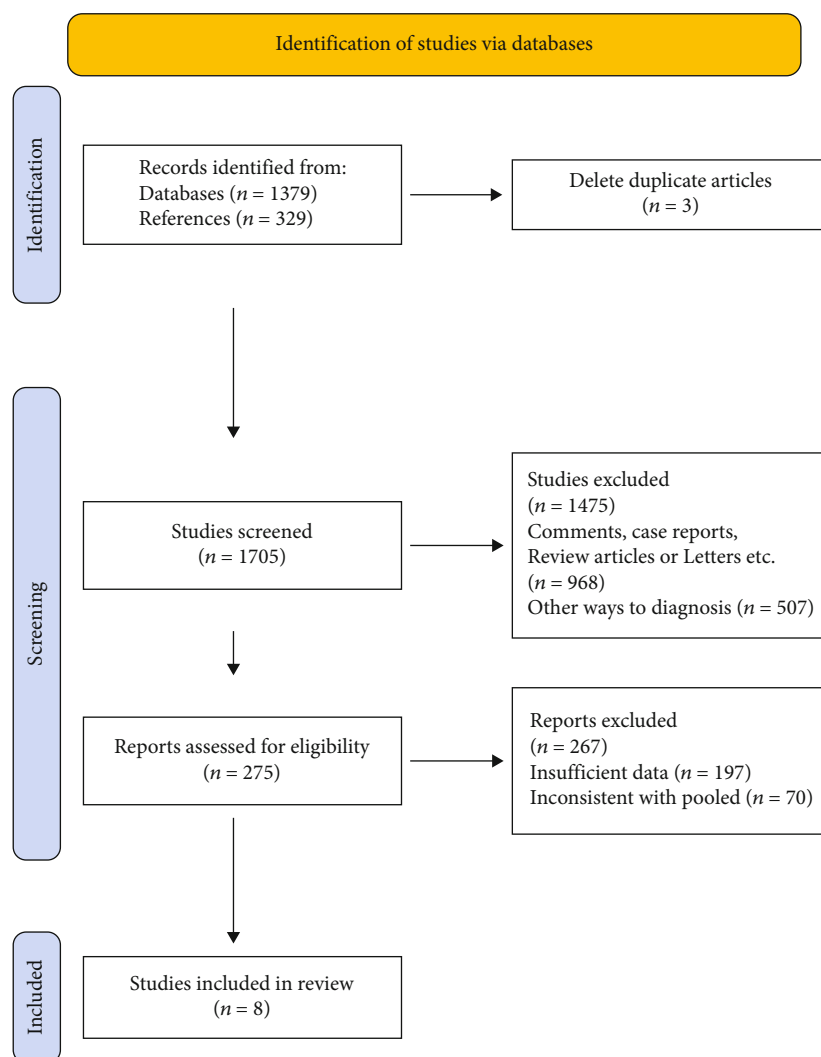 Identification of studies via databases
Identification
Records identified from:
Databases (n = 1379)
References (n = 329)
Delete duplicate articles
(n = 3)
Screening
Studies screened
(n = 1705)
Studies excluded
(n = 1475)
Comments, case reports,
Review articles or Letters etc.
(n = 968)
Other ways to diagnosis (n = 507)
Reports assessed for eligibility
(n = 275)
Reports excluded
(n = 267)
Insufficient data (n = 197)
Inconsistent with pooled (n = 70)
Included
Studies included in review
(n = 8)